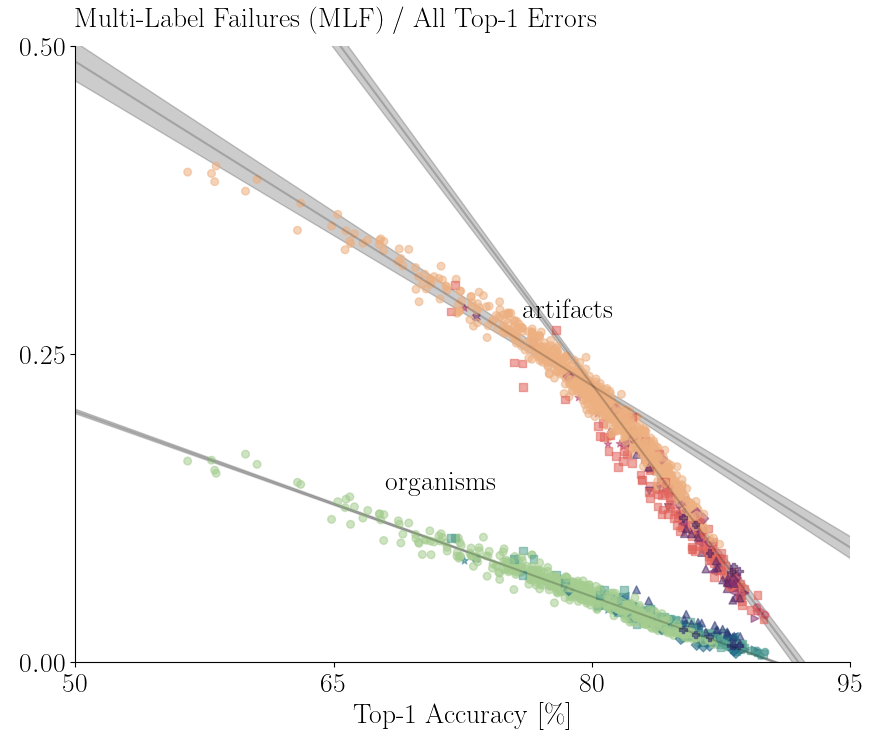 Multi-Label Failures (MLF) / All Top-1 Errors
0.50
artifacts
0.25
organisms
0.00
50 65 80 95
Top-1 Accuracy [%]